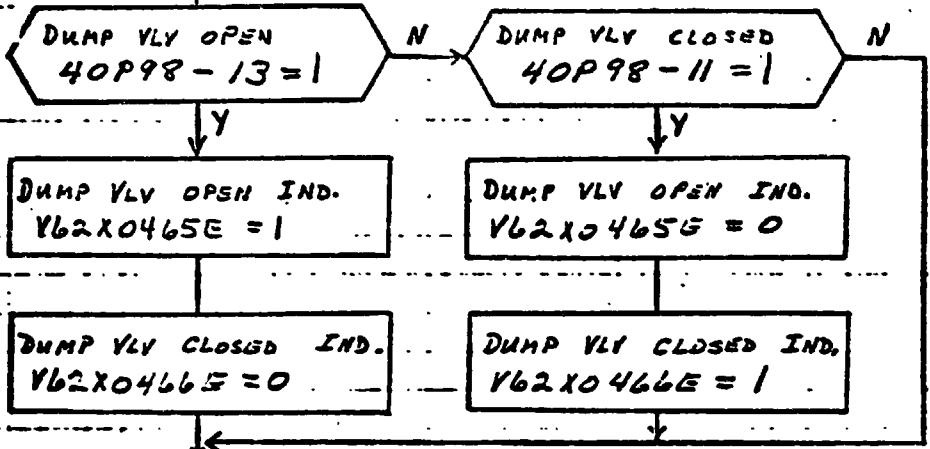 DUMP VLV OPEN
40P98-13=1
N
DUMP VLV CLOSED
40P98-11=1
N
Y
Y
DUMP VLV OPEN IND.
V62X0465E=1
DUMP VLV OPEN IND.
V62X0465E=0
DUMP VLV CLOSED IND.
V62X0466E=0
DUMP VLV CLOSED IND.
V62X0466E=1